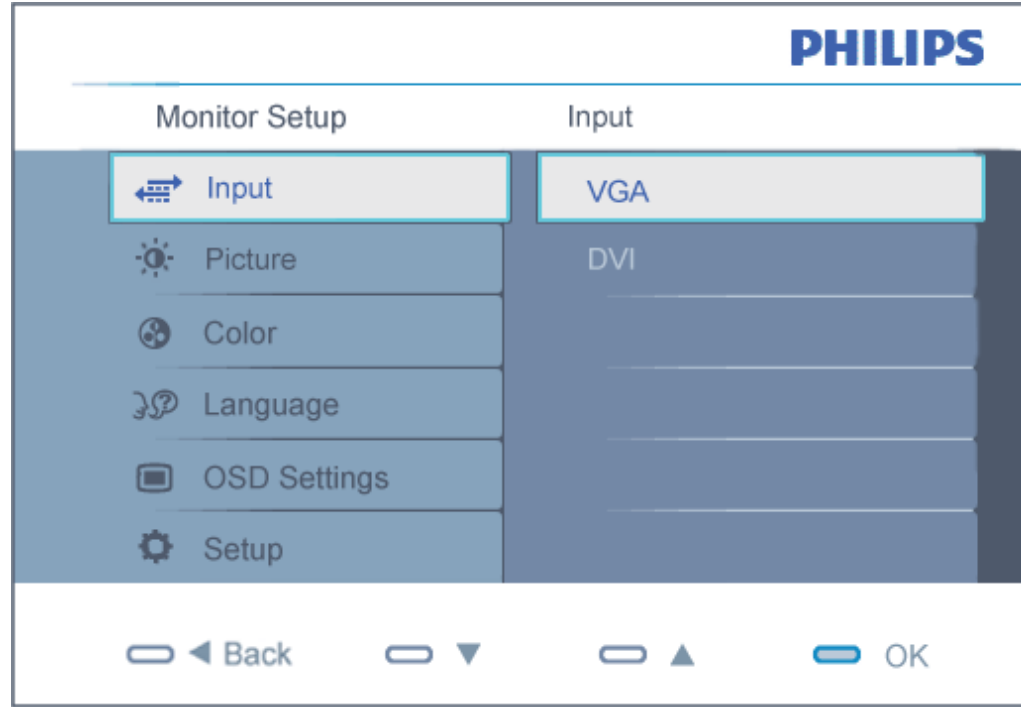 PHILIPS
Monitor Setup
Input
Input
VGA
Picture
DVI
Color
Language
OSD Settings
Setup
Back
OK